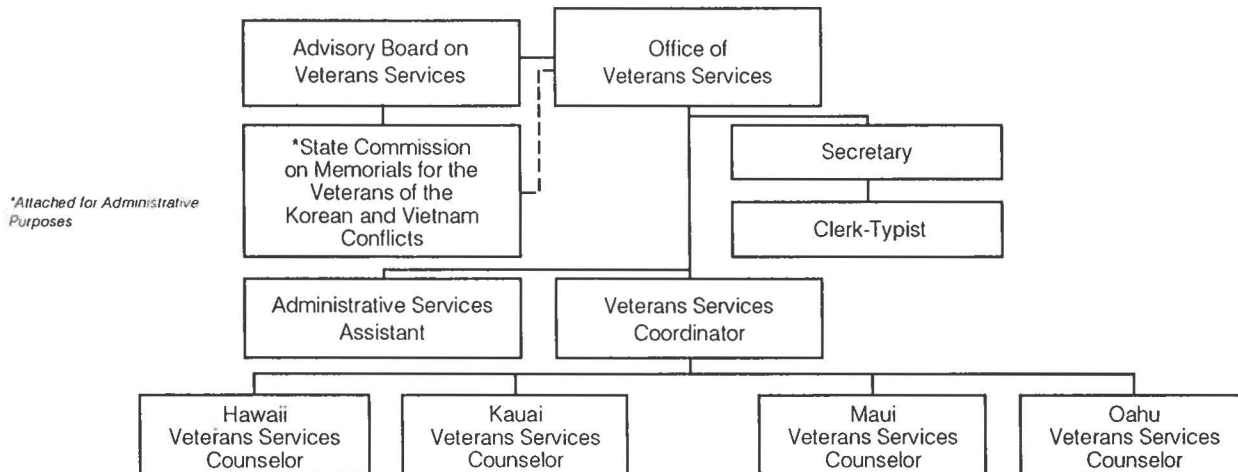 Advisory Board on
Veterans Services
Office of
Veterans Services
*State Commission
on Memorials for the
Veterans of the
Korean and Vietnam
Conflicts
Secretary
*Attached for Administrative
Purposes
Clerk-Typist
Administrative Services
Assistant
Veterans Services
Coordinator
Hawaii
Veterans Services
Counselor
Kauai
Veterans Services
Counselor
Maui
Veterans Services
Counselor
Oahu
Veterans Services
Counselor